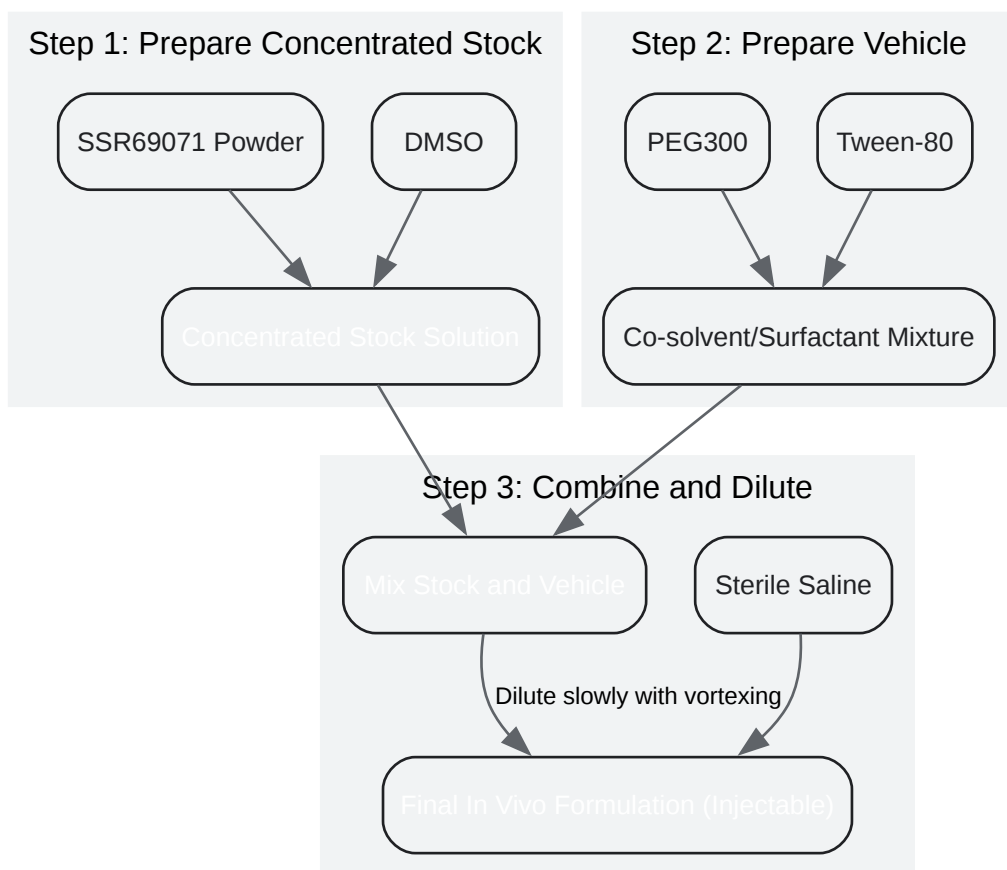 Step 1: Prepare Concentrated Stock
Step 2: Prepare Vehicle
SSR69071 Powder
DMSO
PEG300
Tween-80
Concentrated Stock Solution
Co-solvent/Surfactant Mixture
Step 3: Combine and Dilute
Mix Stock and Vehicle
Sterile Saline
Dilute slowly with vortexing
Final In Vivo Formulation (Injectable)